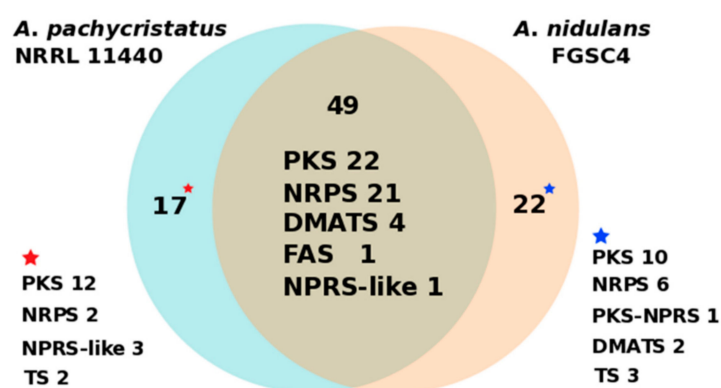 A. pachycristatus
NRRL 11440
A. nidulans
FGSC4
49
PKS 22
NRPS 21
DMATS 4
FAS 1
NPRS-like 1
17
22
PKS 12
NRPS 2
NPRS-like 3
TS 2
PKS 10
NRPS 6
PKS-NPRS 1
DMATS 2
TS 3